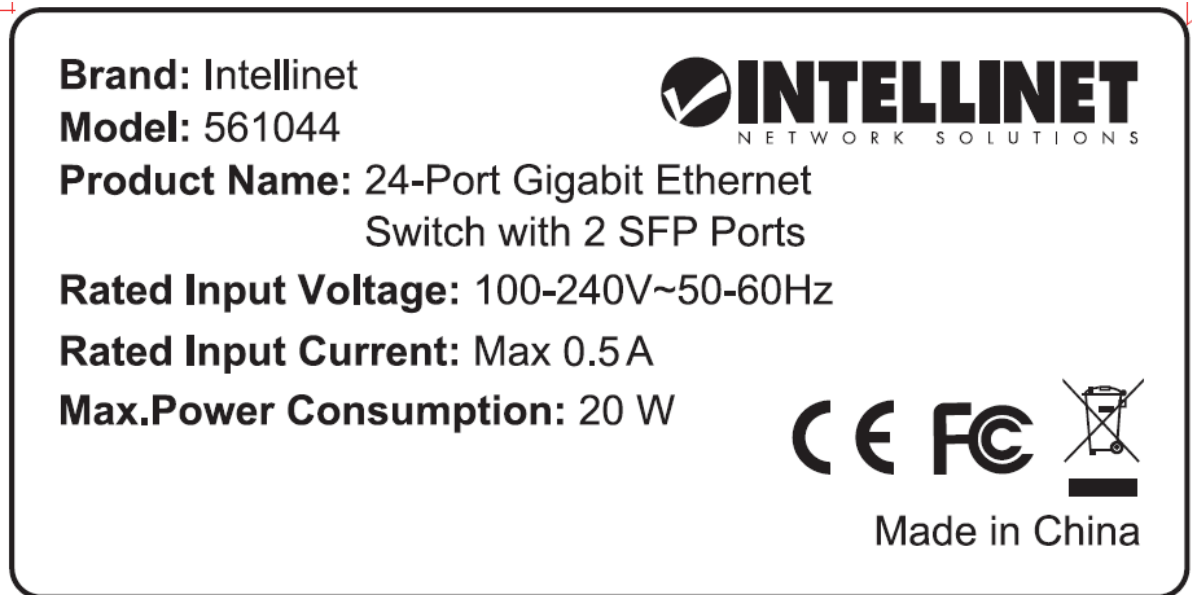 Brand: Intellinet
INTELLINET
NETWORK SOLUTIONS
Model: 561044
Product Name: 24-Port Gigabit Ethernet
Switch with 2 SFP Ports
Rated Input Voltage: 100-240V~50-60Hz
Rated Input Current: Max 0.5A
Max.Power Consumption: 20 W
CE FC
Made in China